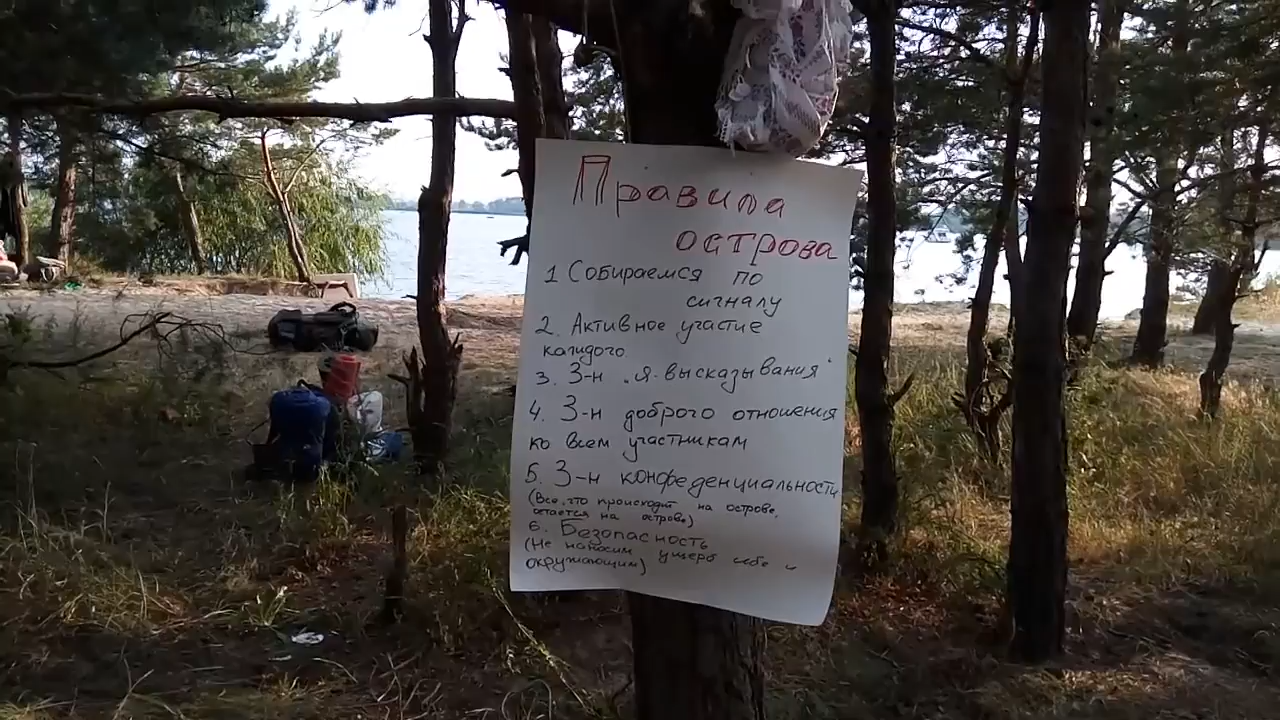 Правила
острова
1 Собираемся по
сигналу
2. Активное участие
каждого.
3. З-н „Я-высказывания"
4. З-н доброго отношения
ко всем участникам
5. З-н конфеденциальности
(Все, что происходит на острове,
остается на острове)
6. Безопасность
(Не наносим ущерб себе и
окружающим)